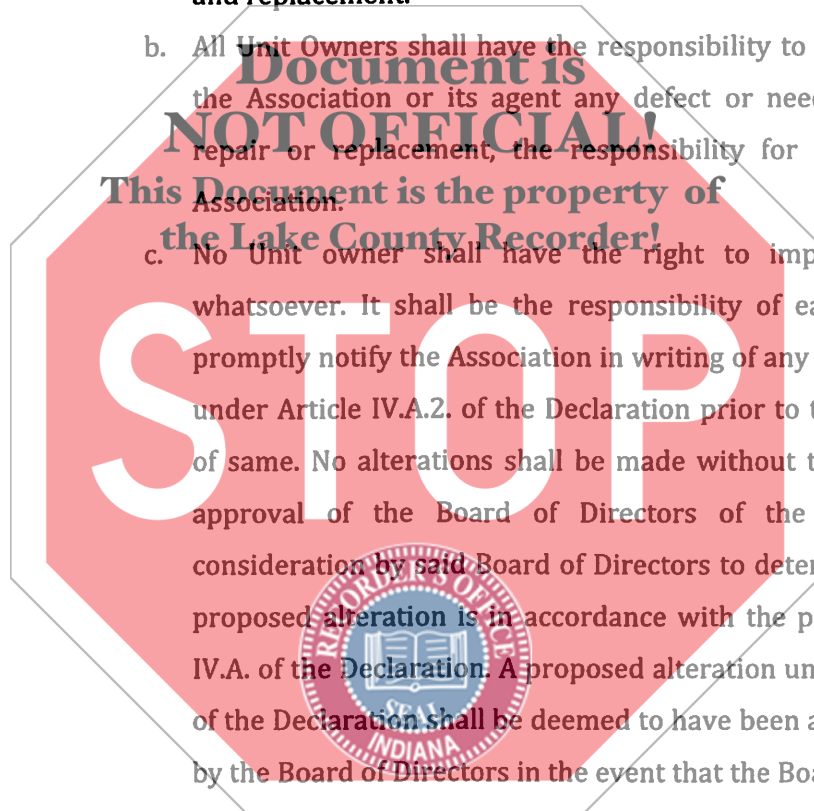 and replacement.
b. All Unit Owners shall have the responsibility to
Document is
the Association or its agent any defect or
NOT OFFICIAL!
repair or replacement, the responsibility for
This Document is the property of
Association.
the Lake County Recorder!
c. No Unit owner shall have the right to imp
whatsoever. It shall be the responsibility of ea
promptly notify the Association in writing of any
under Article IV.A.2. of the Declaration prior to t
of same. No alterations shall be made without t
approval of the Board of Directors of the
consideration by said Board of Directors to deter
proposed alteration is in accordance with the p
IV.A. of the Declaration. A proposed alteration un
of the Declaration shall be deemed to have been a
by the Board of Directors in the event that the Boa
STOP
RECORDER'S OFFICE
SEAL
INDIANA